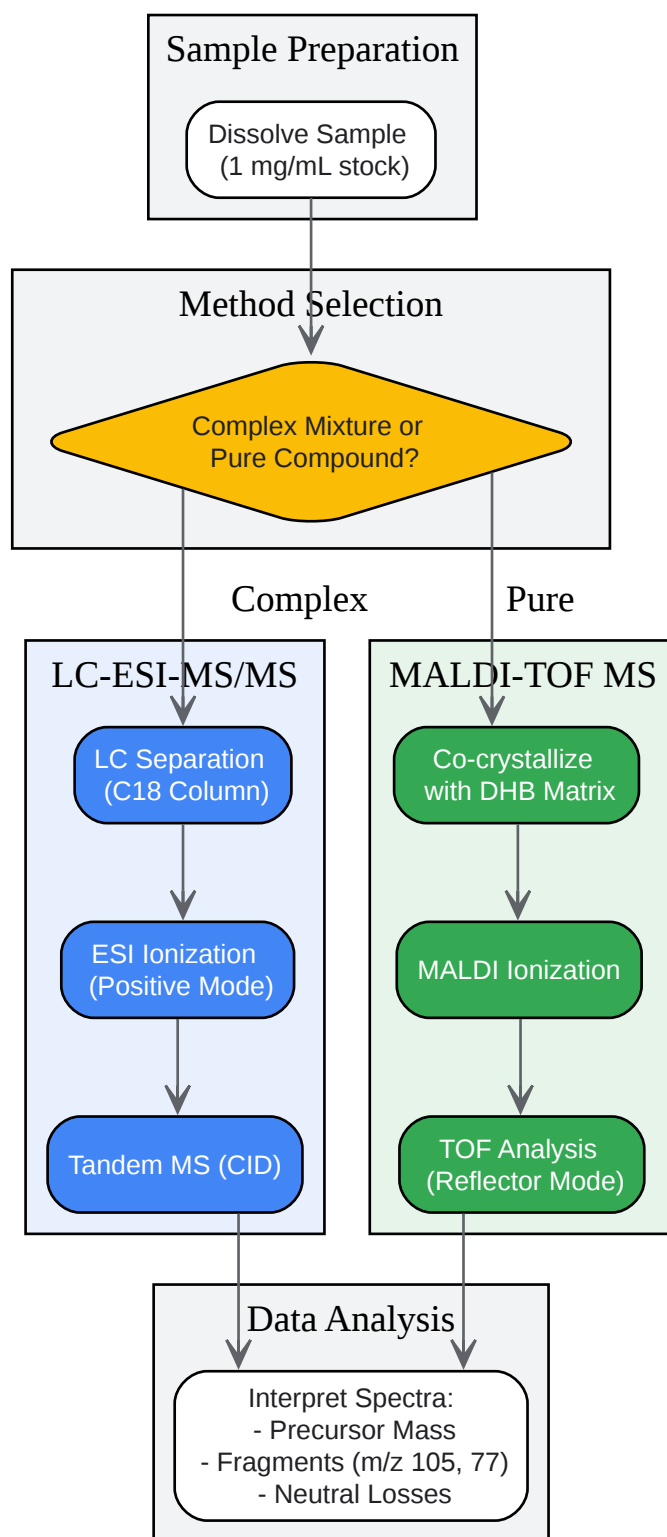 Sample Preparation
Dissolve Sample
(1 mg/mL stock)
Method Selection
Complex Mixture or
Pure Compound?
Complex
Pure
LC-ESI-MS/MS
LC Separation
(C18 Column)
ESI Ionization
(Positive Mode)
Tandem MS (CID)
MALDI-TOF MS
Co-crystallize
with DHB Matrix
MALDI Ionization
TOF Analysis
(Reflector Mode)
Data Analysis
Interpret Spectra:
- Precursor Mass
- Fragments (m/z 105, 77)
- Neutral Losses